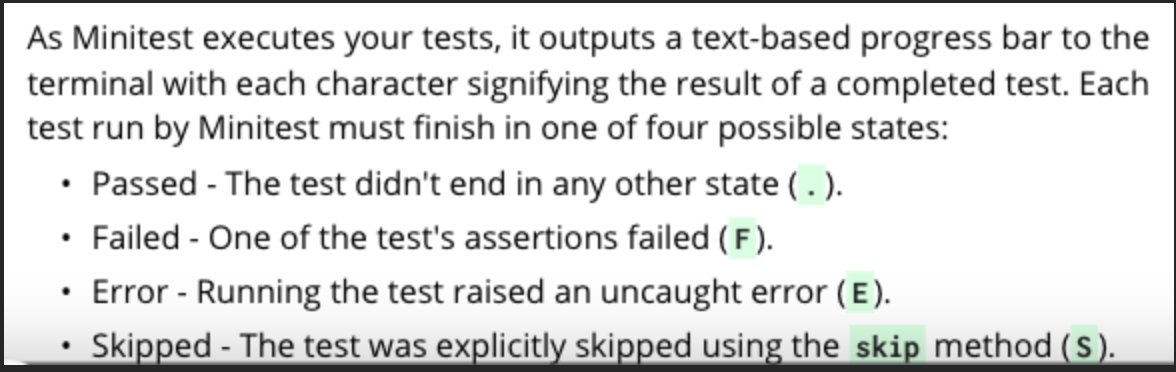 As Minitest executes your tests, it outputs a text-based progress bar to the
terminal with each character signifying the result of a completed test. Each
test run by Minitest must finish in one of four possible states:
• Passed - The test didn't end in any other state ( . ).
• Failed - One of the test's assertions failed ( F ).
• Error - Running the test raised an uncaught error ( E ).
• Skipped - The test was explicitly skipped using the skip method ( S ).